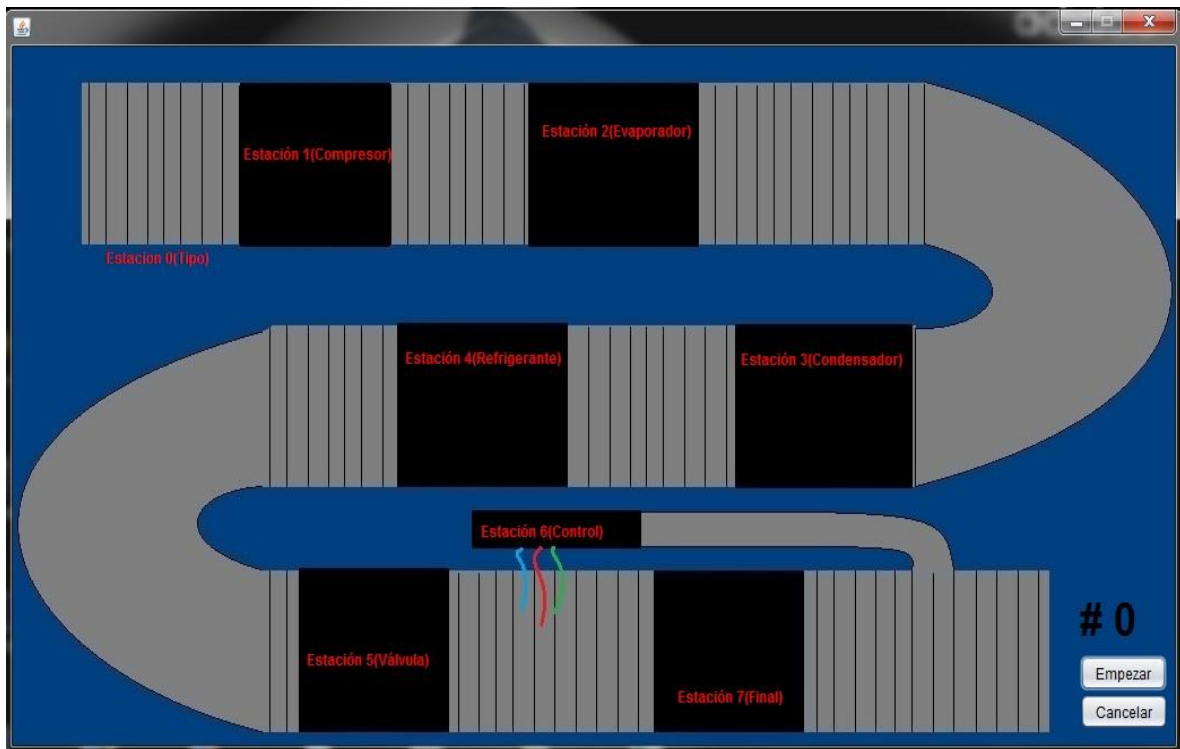 Estación 2(Evaporador)
Estación 1(Compresor)
Estacion 0(Tipo)
Estación 4(Refrigerante)
Estación 3(Condensador)
Estación 6(Control)
Estación 5(Válvula)
Estación 7(Final)
# 0
Empezar
Cancelar